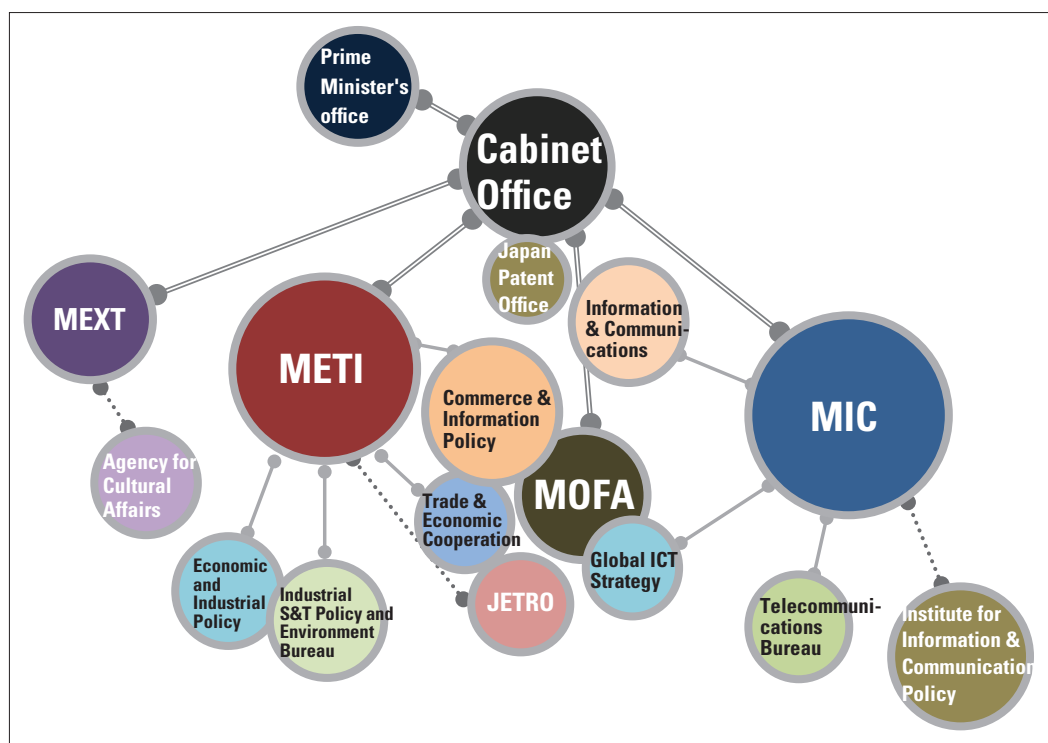 Prime
Minister's
office
Cabinet
Office
Japan
Patent
Office
Information
& Communi-
cations
MEXT
METI
Commerce &
Information
Policy
MIC
Agency for
Cultural
Affairs
Trade &
Economic
Cooperation
MOFA
Global ICT
Strategy
Economic
and
Industrial
Policy
Industrial
S&T Policy and
Environment
Bureau
JETRO
Telecommuni-
cations
Bureau
Institute for
Information &
Communication
Policy